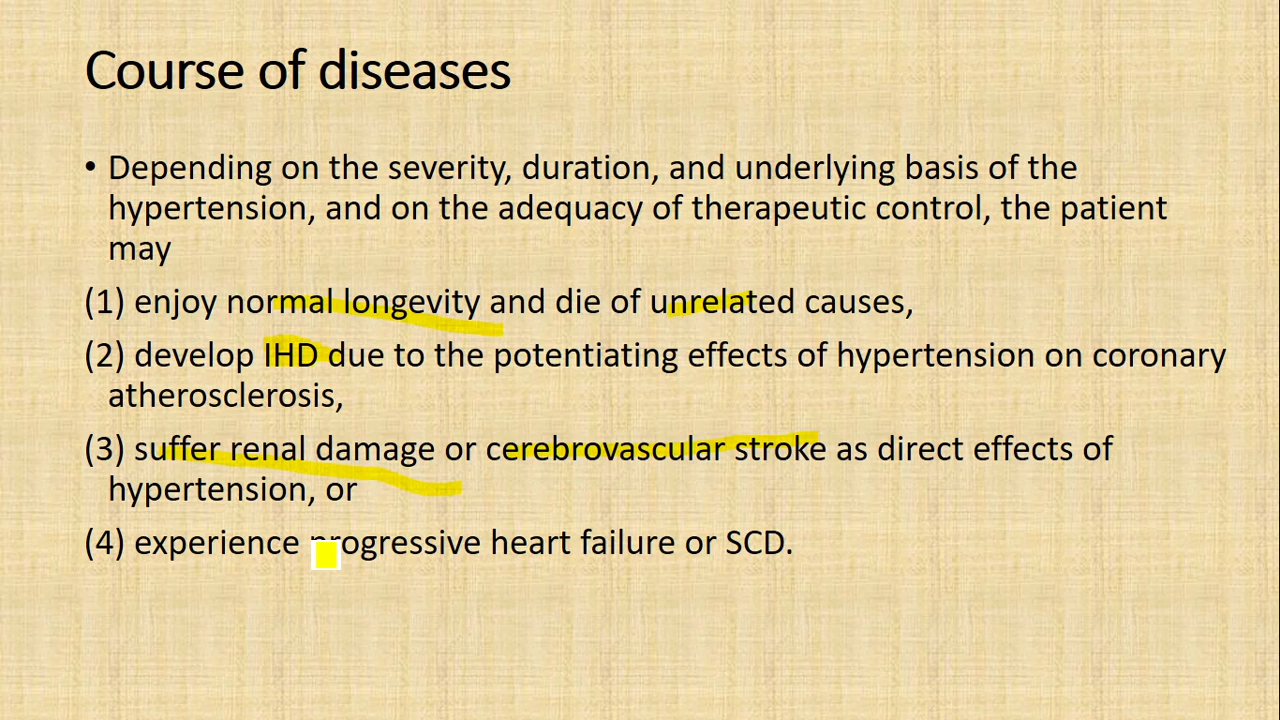 Course of diseases
• Depending on the severity, duration, and underlying basis of the
hypertension, and on the adequacy of therapeutic control, the patient
may
(1) enjoy normal longevity and die of unrelated causes,
(2) develop IHD due to the potentiating effects of hypertension on coronary
atherosclerosis,
(3) suffer renal damage or cerebrovascular stroke as direct effects of
hypertension, or
(4) experience progressive heart failure or SCD.